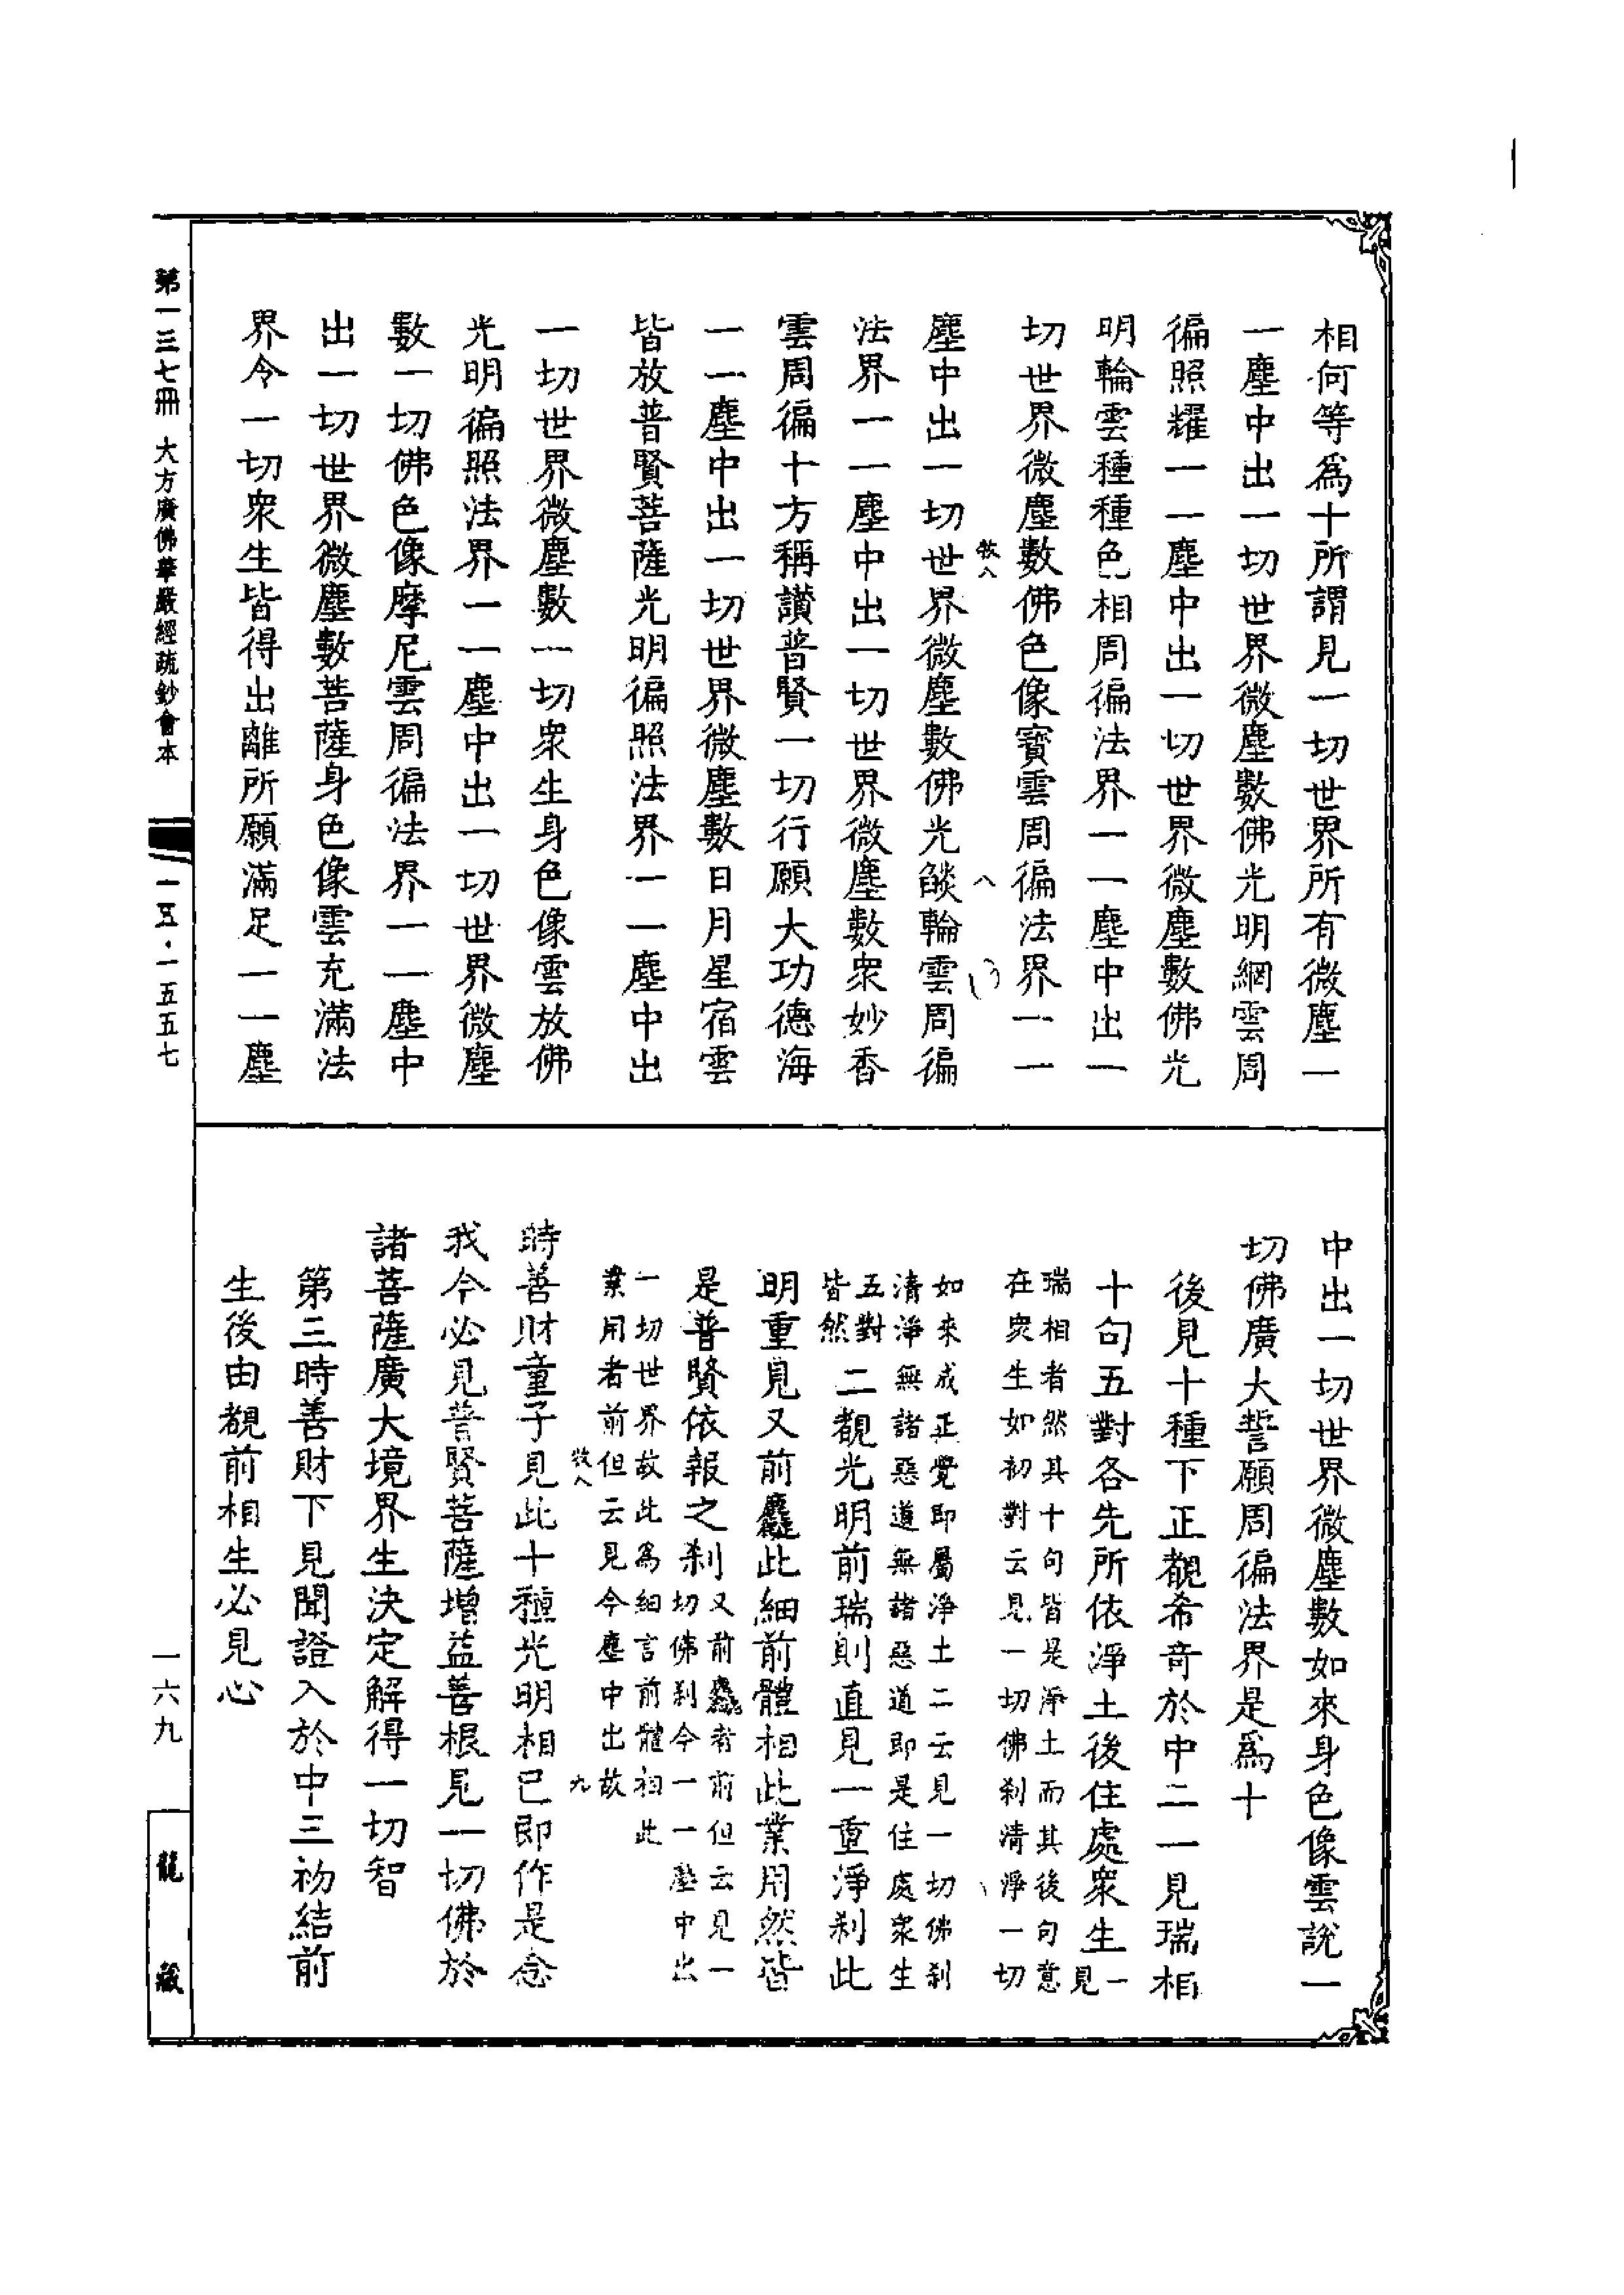 相何等爲十所謂見一切世界所有微塵一
一塵中出一切世界微塵數佛光明網雲周
徧照耀一一塵中出一切世界微塵數佛光
明輪雲種種色相周徧法界一一塵中出一
切世界微塵數佛色像寶雲周徧法界一一
八
塵中出一切世界微塵數佛光燄輪雲周徧
法界一一塵中出一切世界微塵數衆妙香
雲周徧十方稱讃普賢一切行願大功德海
一一塵中出一切世界微塵數日月星宿雲
皆放普賢菩薩光明徧照法界一一塵中出
一切世界微塵數一切衆生身色像雲放佛
光明徧照法界一一塵中出一切世界微塵
數一切佛色像摩尼雲周徧法界一一塵中
出一切世界微塵數菩薩身色像雲充滿法
界令一切衆生皆得出離所願滿足一一塵
中出一切世界微塵數如來身色像雲說一
切佛廣大誓願周徧法界是爲十
後見十種下正覩希奇於中二一見瑞相
十句五對各先所依淨土後住處衆生見一
瑞相者然其十句皆是淨土而其後句意
在衆生如初對云見一切佛刹清淨一切
如來成正覺即屬淨土二云見一切佛刹
清淨無諸惡道無諸惡道即是住處衆生
五對
皆然
二覩光明前瑞則直見一重淨刹此
明重見又前麤此細前體相此業用然皆
是普賢依報之刹
又前麤者前但云見一
切佛刹今一一塵中出
一切世界故此爲細言前體相此
業用者前但云見今塵中出故
九
時善財童子見此十種光明相已即作是念
我今必見普賢菩薩增益善根見一切佛於
諸菩薩廣大境界生決定解得一切智
第三時善財下見聞證入於中三初結前
生後由覩前相生必見心
第一三七冊 大方廣佛華嚴經疏鈔會本
一五·一五五七
一六九
龍藏